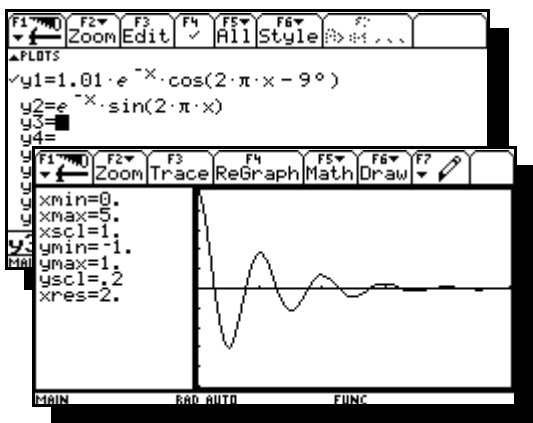 F1 F2 F3 F4 F5 F6
Zoom Edit ✓ All Style
PLOTS
✓y1=1.01·e^-x·cos(2·π·x-9°)
y2=e^-x·sin(2·π·x)
y3=
y4=
F1 F2 F3 F4 F5 F6 F7
Zoom Trace ReGraph Math Draw
xmin=0.
xmax=5.
xscl=1.
ymin=-1.
ymax=1.
yscl=.2
xres=2.
MAIN RAD AUTO FUNC